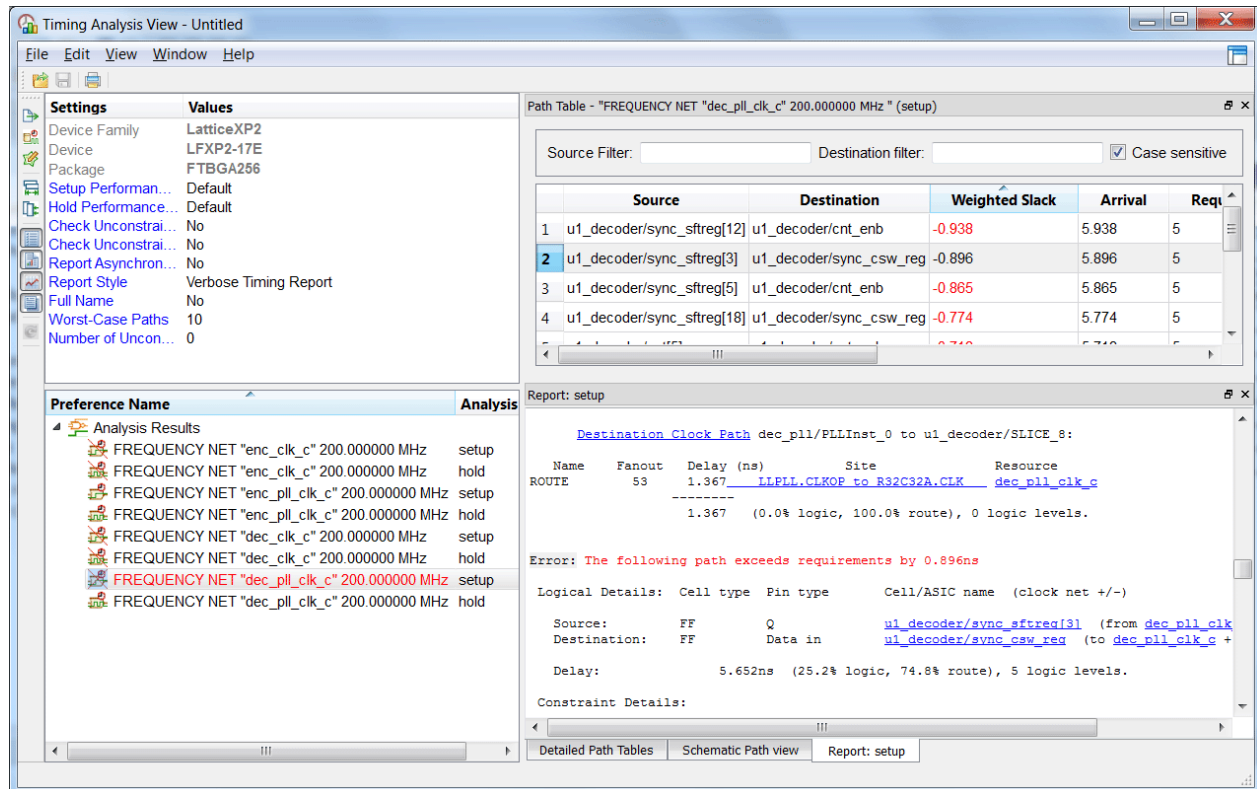 Timing Analysis View - Untitled
File Edit View Window Help
Settings Values
Device Family LatticeXP2
Device LFXP2-17E
Package FTBGA256
Setup Performan... Default
Hold Performance... Default
Check Unconstrai... No
Check Unconstrai... No
Report Asynchron... No
Report Style Verbose Timing Report
Full Name No
Worst-Case Paths 10
Number of Uncon... 0
Path Table - "FREQUENCY NET "dec_pll_clk_c" 200.000000 MHz " (setup)
Source Filter: Destination filter: Case sensitive
Source Destination Weighted Slack Arrival Requ
1 u1_decoder/sync_sftreg[12] u1_decoder/cnt_enb -0.938 5.938 5
2 u1_decoder/sync_sftreg[3] u1_decoder/sync_csw_reg -0.896 5.896 5
3 u1_decoder/sync_sftreg[5] u1_decoder/cnt_enb -0.865 5.865 5
4 u1_decoder/sync_sftreg[18] u1_decoder/sync_csw_reg -0.774 5.774 5
Preference Name Analysis
Analysis Results
FREQUENCY NET "enc_clk_c" 200.000000 MHz setup
FREQUENCY NET "enc_clk_c" 200.000000 MHz hold
FREQUENCY NET "enc_pll_clk_c" 200.000000 MHz setup
FREQUENCY NET "enc_pll_clk_c" 200.000000 MHz hold
FREQUENCY NET "dec_clk_c" 200.000000 MHz setup
FREQUENCY NET "dec_clk_c" 200.000000 MHz hold
FREQUENCY NET "dec_pll_clk_c" 200.000000 MHz setup
FREQUENCY NET "dec_pll_clk_c" 200.000000 MHz hold
Report: setup
Destination Clock Path dec_pll/PLLInst_0 to u1_decoder/SLICE_8:
Name Fanout Delay (ns) Site Resource
ROUTE 53 1.367 LLPLL.CLKOP to R32C32A.CLK dec_pll_clk_c
--------
1.367 (0.0% logic, 100.0% route), 0 logic levels.
Error: The following path exceeds requirements by 0.896ns
Logical Details: Cell type Pin type Cell/ASIC name (clock net +/-)
Source: FF Q u1_decoder/sync_sftreg[3] (from dec_pll_clk
Destination: FF Data in u1_decoder/sync_csw_reg (to dec_pll_clk_c +
Delay: 5.652ns (25.2% logic, 74.8% route), 5 logic levels.
Constraint Details:
Detailed Path Tables Schematic Path view Report: setup